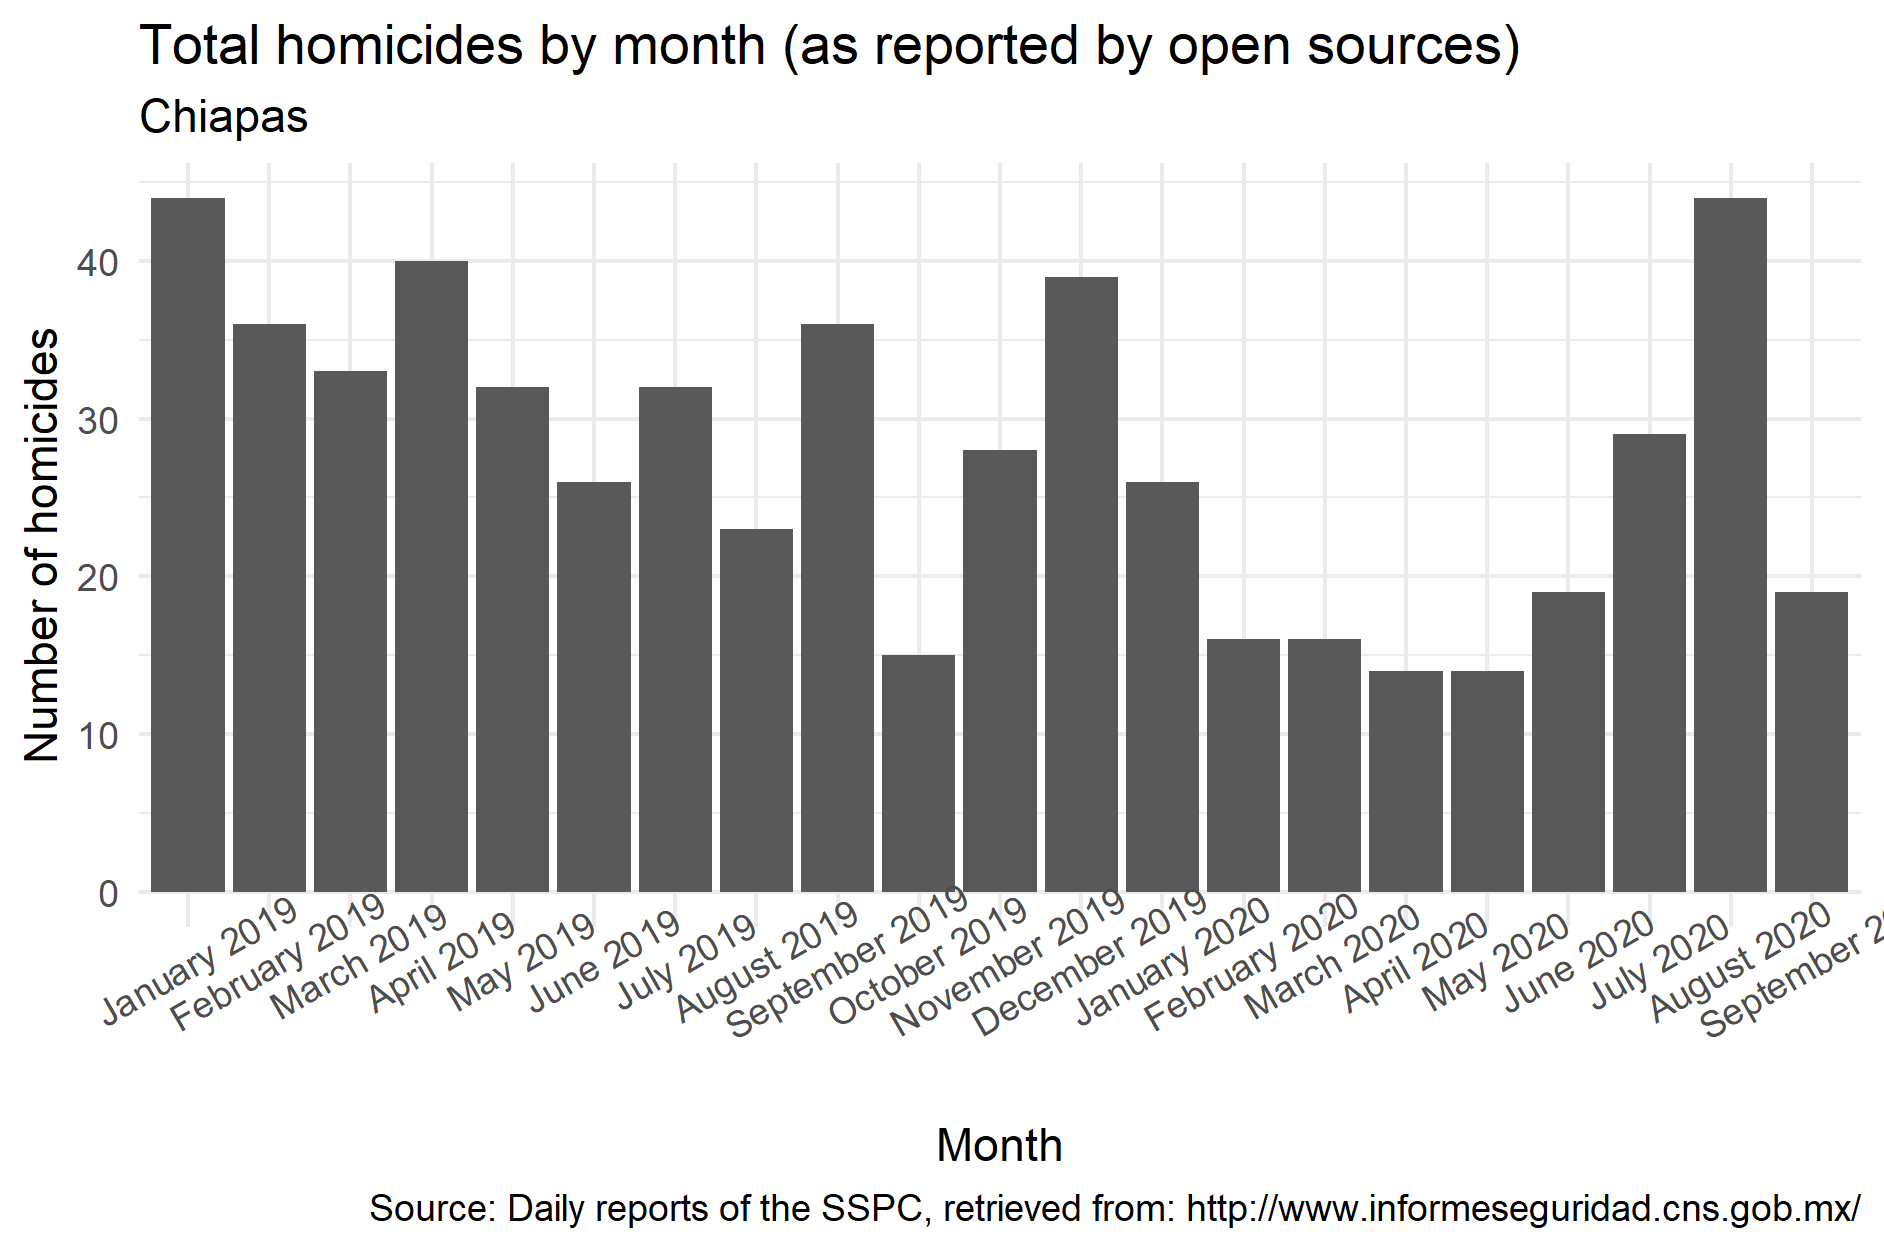 Total homicides by month (as reported by open sources)
Chiapas
Number of homicides
40
30
20
10
0
January 2019
February 2019
March 2019
April 2019
May 2019
June 2019
July 2019
August 2019
September 2019
October 2019
November 2019
December 2019
January 2020
February 2020
March 2020
April 2020
May 2020
June 2020
July 2020
August 2020
September 2
Month
Source: Daily reports of the SSPC, retrieved from: http://www.informeseguridad.cns.gob.mx/